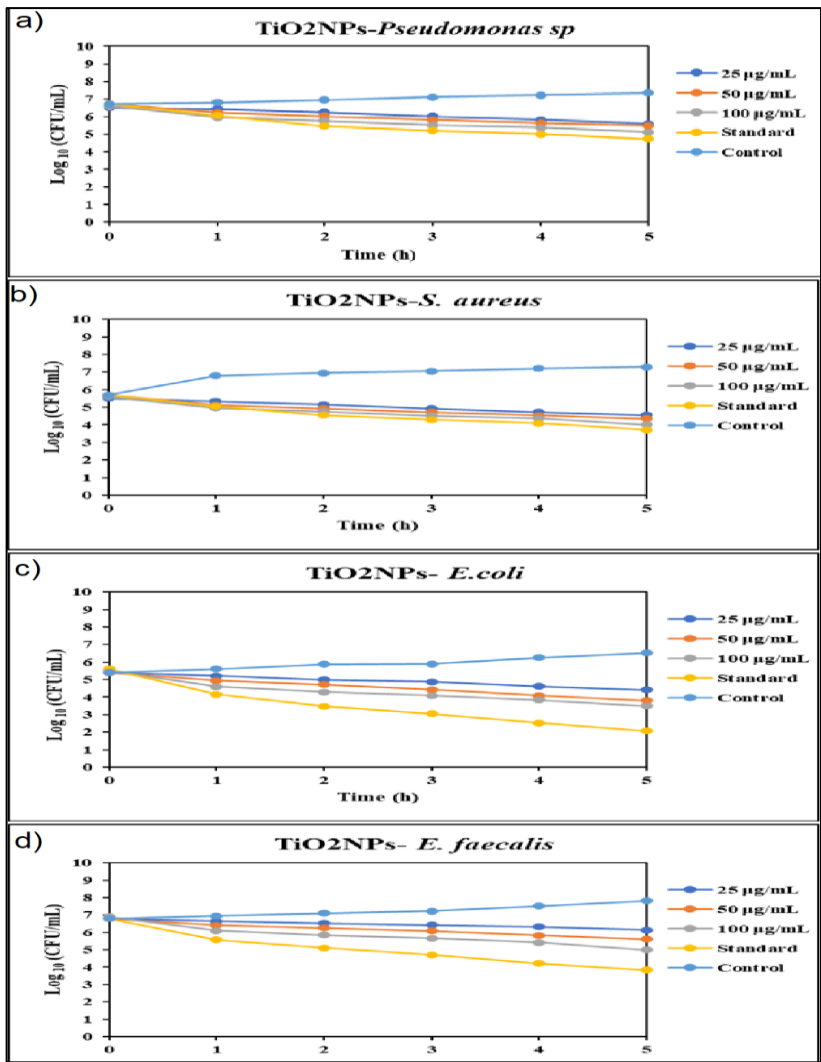 a)
TiO2NPs-Pseudomonas sp
10
9
8
7
6
5
4
3
2
1
0
Log10 (CFU/mL)
0 1 2 3 4 5
Time (h)
25 µg/mL
50 µg/mL
100 µg/mL
Standard
Control
b)
TiO2NPs-S. aureus
10
9
8
7
6
5
4
3
2
1
0
Log10 (CFU/mL)
0 1 2 3 4 5
Time (h)
25 µg/mL
50 µg/mL
100 µg/mL
Standard
Control
c)
TiO2NPs- E.coli
10
9
8
7
6
5
4
3
2
1
0
Log10 (CFU/mL)
0 1 2 3 4 5
Time (h)
25 µg/mL
50 µg/mL
100 µg/mL
Standard
Control
d)
TiO2NPs- E. faecalis
10
9
8
7
6
5
4
3
2
1
0
Log10 (CFU/mL)
0 1 2 3 4 5
Time (h)
25 µg/mL
50 µg/mL
100 µg/mL
Standard
Control